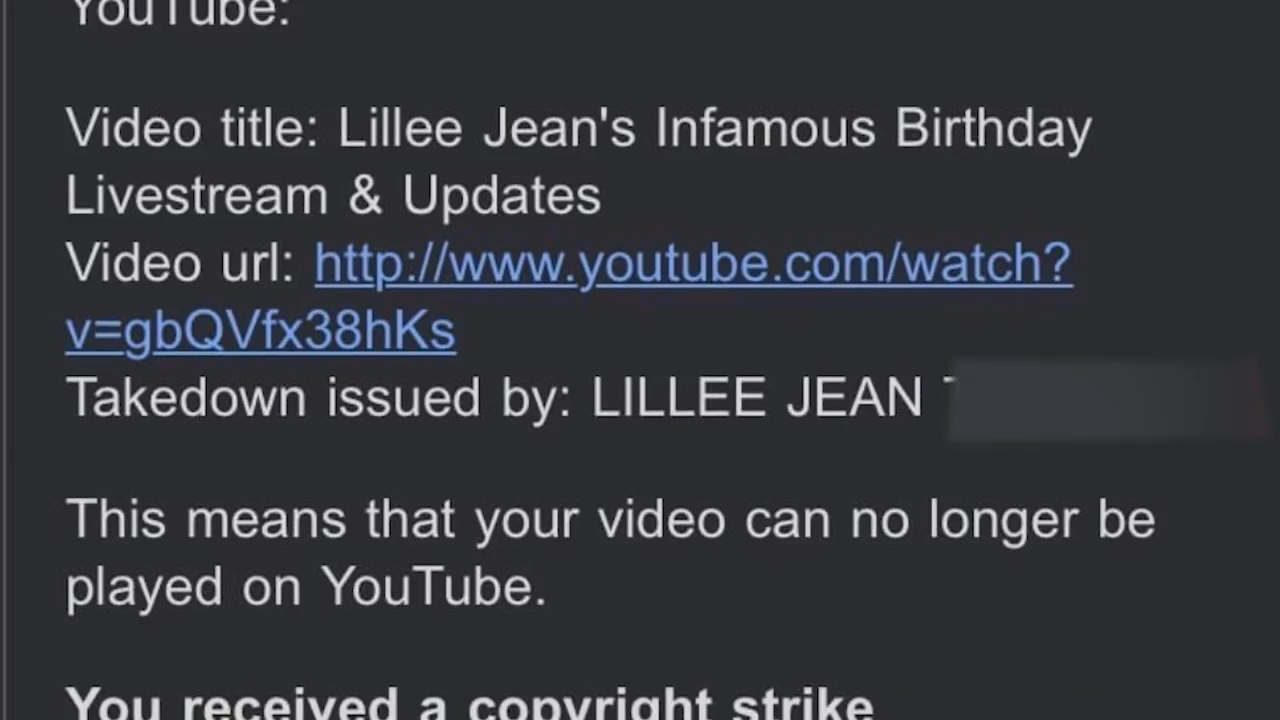 YouTube:
Video title: Lillee Jean's Infamous Birthday
Livestream & Updates
Video url: http://www.youtube.com/watch?
v=gbQVfx38hKs
Takedown issued by: LILLEE JEAN
This means that your video can no longer be
played on YouTube.
You received a copyright strike